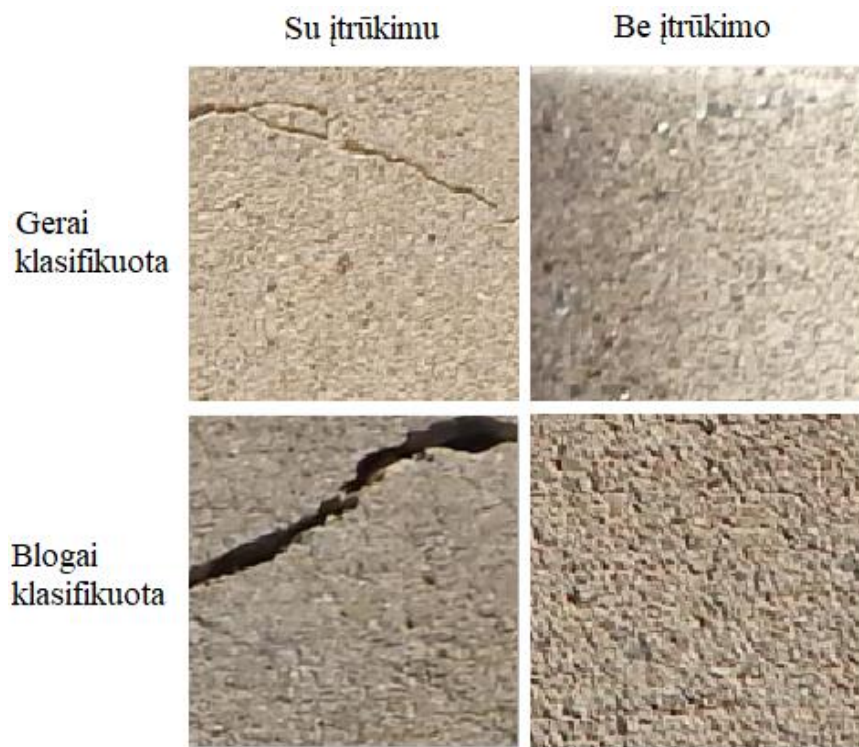 Su įtrūkimu
Be įtrūkimo
Gerai
klasifikuota
Blogai
klasifikuota